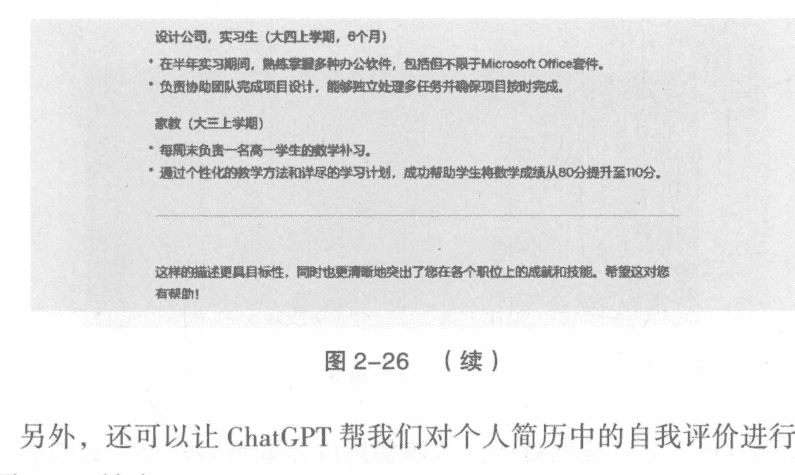 设计公司，实习生（大四上学期，6个月）
• 在半年实习期间，熟练掌握多种办公软件，包括但不限于Microsoft Office套件。
• 负责协助团队完成项目设计，能够独立处理多任务并确保项目按时完成。
家教（大三上学期）
• 每周末负责一名高一学生的数学补习。
• 通过个性化的教学方法和详尽的学习计划，成功帮助学生将数学成绩从80分提升至110分。
这样的描述更具目标性，同时也更清晰地突出了您在各个职位上的成就和技能。希望这对您
有帮助！
图 2-26 （续）
另外，还可以让 ChatGPT 帮我们对个人简历中的自我评价进行